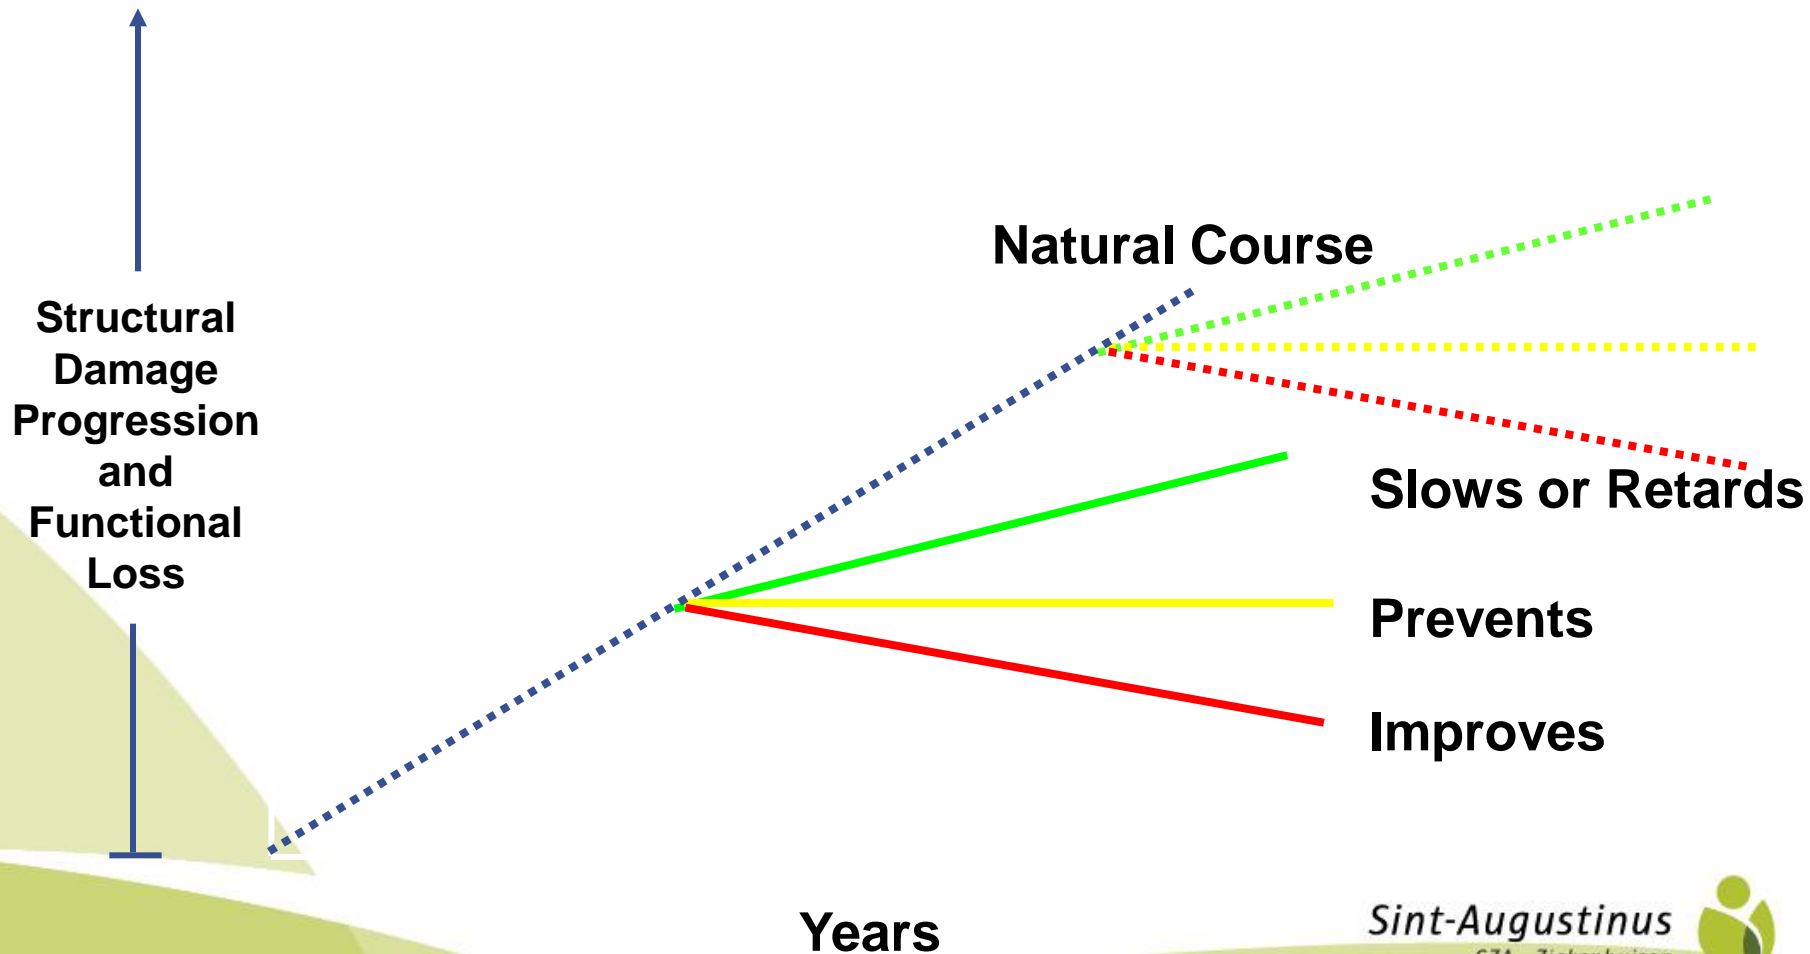 Natural Course
Structural
Damage
Progression
and
Functional
Loss
Slows or Retards
Prevents
Improves
Years
Sint-Augustinus